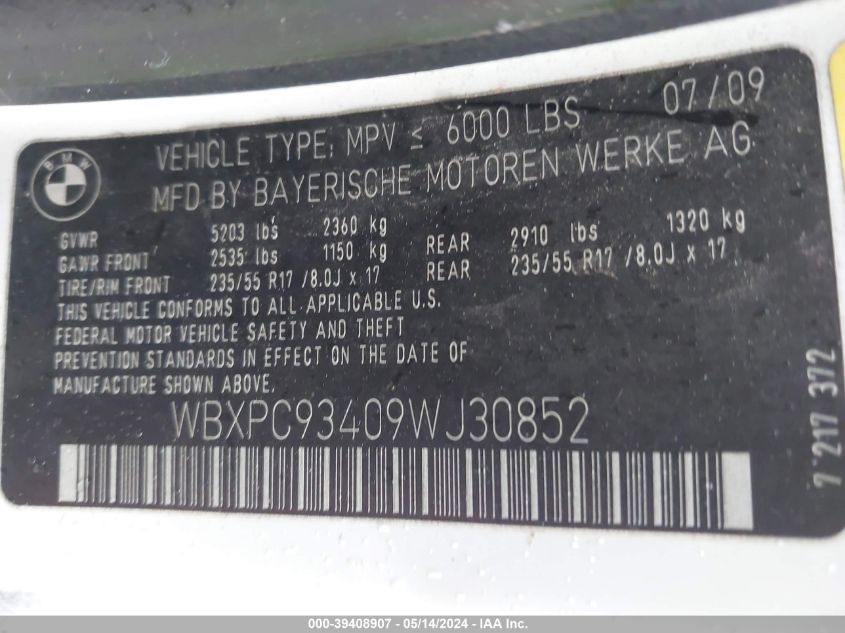 07/09
VEHICLE TYPE: MPV ≤ 6000 LBS
MFD BY BAYERISCHE MOTOREN WERKE AG
BMW
GVWR 5203 lbs 2360 kg
GAWR FRONT 2535 lbs 1150 kg REAR 2910 lbs 1320 kg
TIRE/RIM FRONT 235/55 R17 /8.0J x 17 REAR 235/55 R17 /8.0J x 17
THIS VEHICLE CONFORMS TO ALL APPLICABLE U.S.
FEDERAL MOTOR VEHICLE SAFETY AND THEFT
PREVENTION STANDARDS IN EFFECT ON THE DATE OF
MANUFACTURE SHOWN ABOVE.
WBXPC93409WJ30852
7 217 372
000-39408907 - 05/14/2024 - IAAI.COM